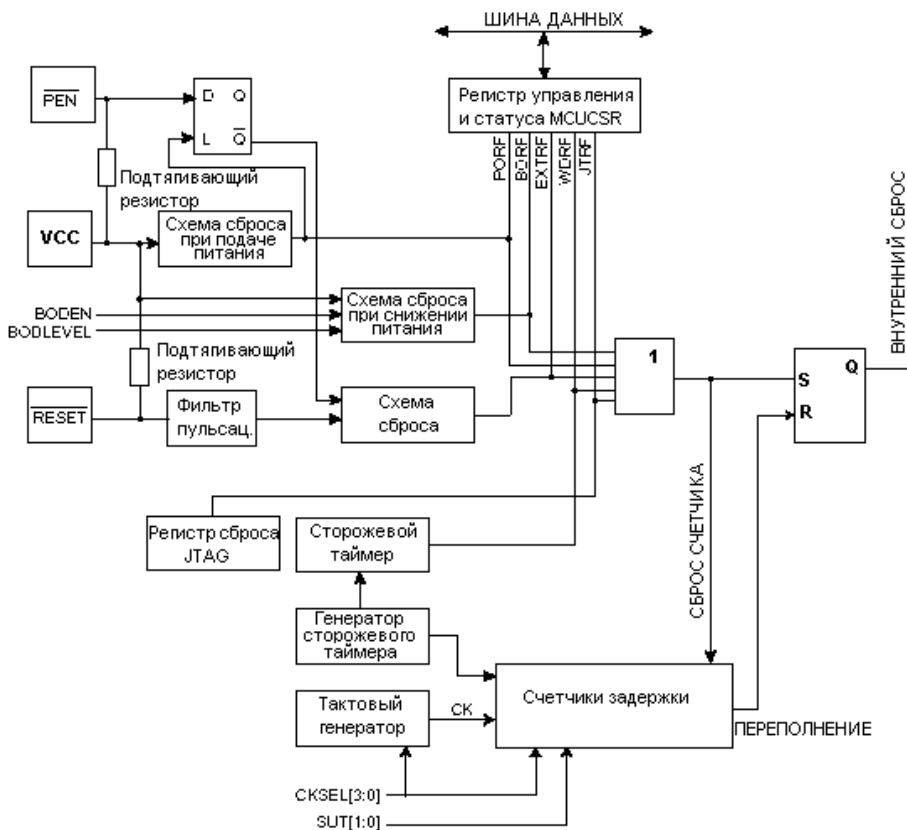 ШИНА ДАННЫХ
PEN
D Q
L Q
Регистр управления
и статуса MCUCSR
PORF
BORF
EXTRF
WDRF
JTRF
Подтягивающий
резистор
VCC
Схема сброса
при подаче
питания
ВНУТРЕННИЙ СБРОС
BODEN
BODLEVEL
Схема сброса
при снижении
питания
Подтягивающий
резистор
1
S Q
R
RESET
Фильтр
пульсац.
Схема
сброса
СБРОС СЧЕТЧИКА
Регистр сброса
JTAG
Сторожевой
таймер
Генератор
сторожевого
таймера
Тактовый
генератор
CK
Счетчики задержки
ПЕРЕПОЛНЕНИЕ
CKSEL[3:0]
SUT[1:0]